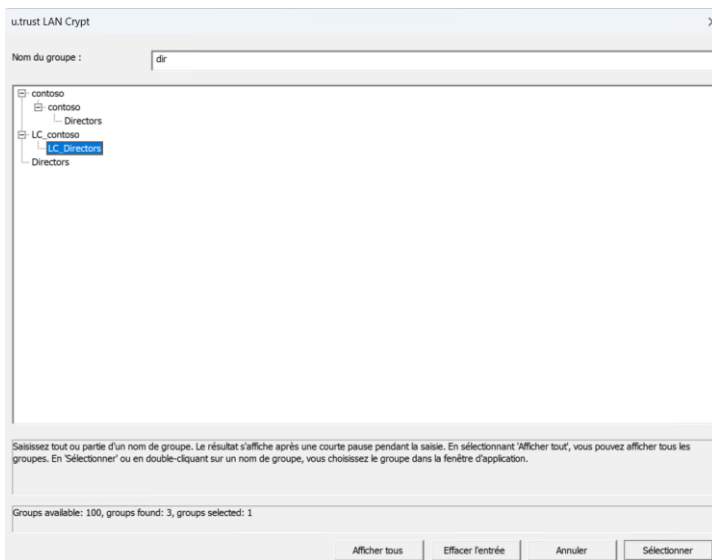 u.trust LAN Crypt
Nom du groupe :
dir
contoso
contoso
Directors
LC_contoso
LC_Directors
Directors
Saisissez tout ou partie d'un nom de groupe. Le résultat s'affiche après une courte pause pendant la saisie. En sélectionnant 'Afficher tout', vous pouvez afficher tous les
groupes. En 'Sélectionner' ou en double-cliquant sur un nom de groupe, vous choisissez le groupe dans la fenêtre d'application.
Groups available: 100, groups found: 3, groups selected: 1
Afficher tous
Effacer l'entrée
Annuler
Sélectionner